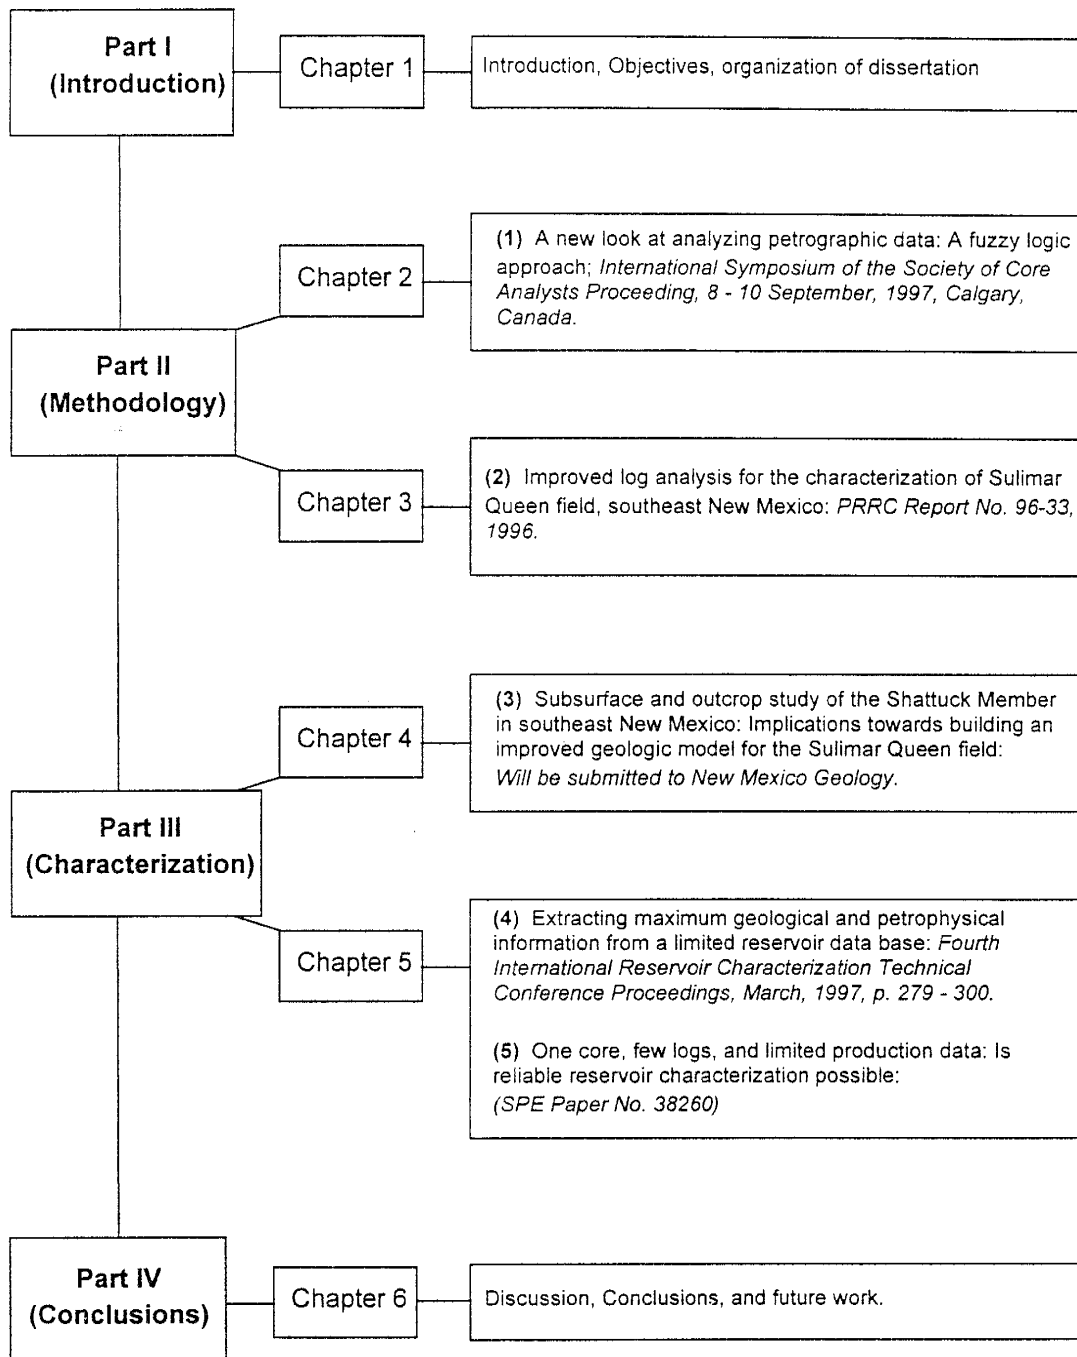 Part I
(Introduction)
Chapter 1
Introduction, Objectives, organization of dissertation
Chapter 2
(1) A new look at analyzing petrographic data: A fuzzy logic
approach; International Symposium of the Society of Core
Analysts Proceeding, 8 - 10 September, 1997, Calgary,
Canada.
Part II
(Methodology)
Chapter 3
(2) Improved log analysis for the characterization of Sulimar
Queen field, southeast New Mexico: PRRC Report No. 96-33,
1996.
Chapter 4
(3) Subsurface and outcrop study of the Shattuck Member
in southeast New Mexico: Implications towards building an
improved geologic model for the Sulimar Queen field:
Will be submitted to New Mexico Geology.
Part III
(Characterization)
Chapter 5
(4) Extracting maximum geological and petrophysical
information from a limited reservoir data base: Fourth
International Reservoir Characterization Technical
Conference Proceedings, March, 1997, p. 279 - 300.
(5) One core, few logs, and limited production data: Is
reliable reservoir characterization possible:
(SPE Paper No. 38260)
Part IV
(Conclusions)
Chapter 6
Discussion, Conclusions, and future work.